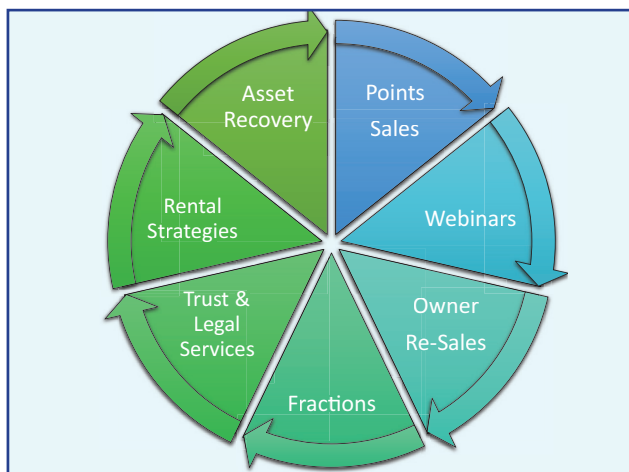 Points
Sales
Webinars
Owner
Re-Sales
Fractions
Trust &
Legal
Services
Rental
Strategies
Asset
Recovery